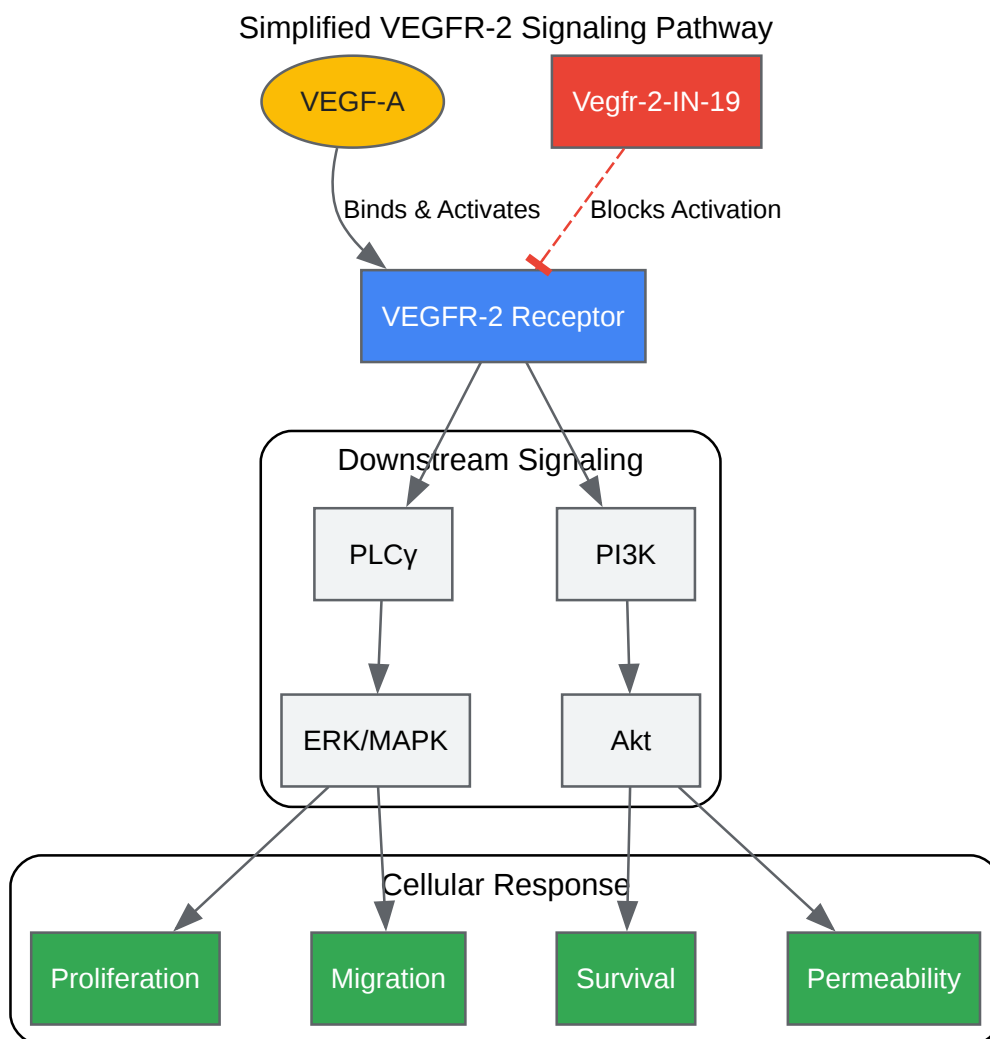 Simplified VEGFR-2 Signaling Pathway
VEGF-A
Vegfr-2-IN-19
Binds & Activates
Blocks Activation
VEGFR-2 Receptor
Downstream Signaling
PLCγ
PI3K
ERK/MAPK
Akt
Cellular Response
Proliferation
Migration
Survival
Permeability